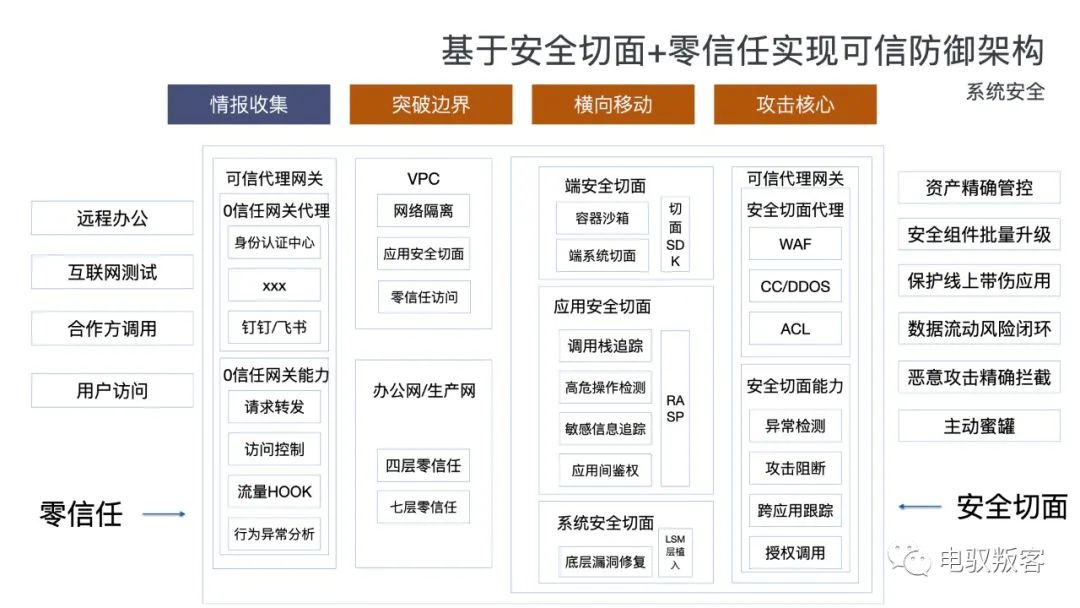 基于安全切面+零信任实现可信防御架构
系统安全
情报收集
突破边界
横向移动
攻击核心
远程办公
互联网测试
合作方调用
用户访问
零信任
可信代理网关
0信任网关代理
身份认证中心
xxx
钉钉/飞书
0信任网关能力
请求转发
访问控制
流量HOOK
行为异常分析
VPC
网络隔离
应用安全切面
零信任访问
办公网/生产网
四层零信任
七层零信任
端安全切面
容器沙箱
端系统切面
切
面
SD
K
应用安全切面
调用栈追踪
高危操作检测
敏感信息追踪
应用间鉴权
RA
SP
系统安全切面
底层漏洞修复
LSM
层植
入
可信代理网关
安全切面代理
WAF
CC/DDOS
ACL
安全切面能力
异常检测
攻击阻断
跨应用跟踪
授权调用
资产精确管控
安全组件批量升级
保护线上带伤应用
数据流动风险闭环
恶意攻击精确拦截
主动蜜罐
安全切面
电驭叛客